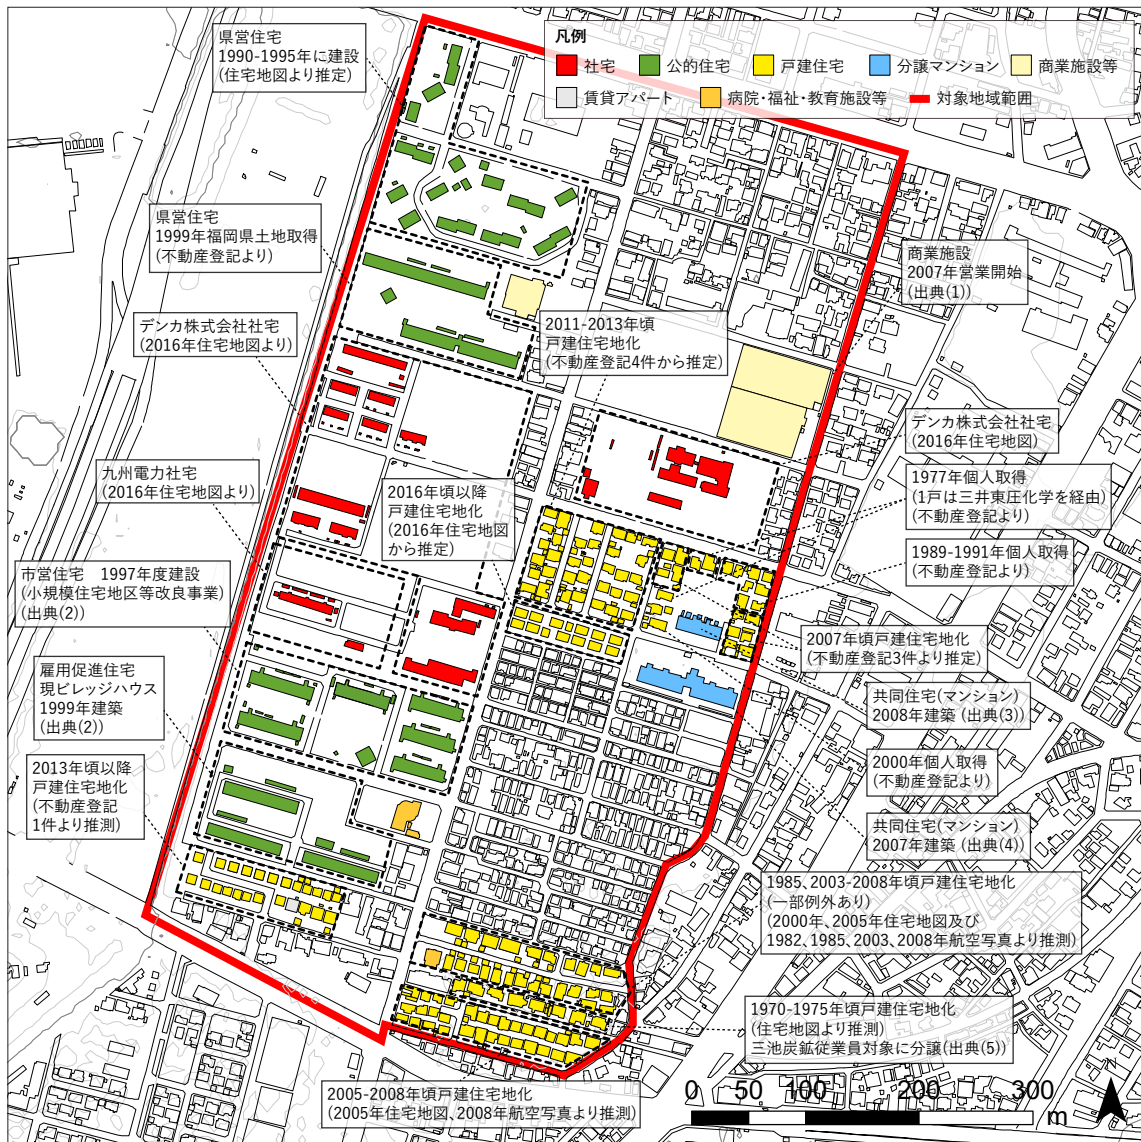 県営住宅
1990-1995年に建設
(住宅地図より推定)
凡例
社宅
公的住宅
戸建住宅
分譲マンション
商業施設等
賃貸アパート
病院・福祉・教育施設等
対象地域範囲
県営住宅
1999年福岡県土地取得
(不動産登記より)
商業施設
2007年営業開始
(出典(1))
デンカ株式会社社宅
(2016年住宅地図より)
2011-2013年頃
戸建住宅地化
(不動産登記4件から推定)
デンカ株式会社社宅
(2016年住宅地図)
九州電力社宅
(2016年住宅地図より)
2016年頃以降
戸建住宅地化
(2016年住宅地図
から推定)
1977年個人取得
(1戸は三井東圧化学を経由)
(不動産登記より)
1989-1991年個人取得
(不動産登記より)
市営住宅　1997年度建設
(小規模住宅地区等改良事業)
(出典(2))
2007年頃戸建住宅地化
(不動産登記3件より推定)
雇用促進住宅
現ビレッジハウス
1999年建築
(出典(2))
共同住宅(マンション)
2008年建築 (出典(3))
2000年個人取得
(不動産登記より)
2013年頃以降
戸建住宅地化
(不動産登記
1件より推測)
共同住宅(マンション)
2007年建築 (出典(4))
1985、2003-2008年頃戸建住宅地化
(一部例外あり)
(2000年、2005年住宅地図及び
1982、1985、2003、2008年航空写真より推測)
1970-1975年頃戸建住宅地化
(住宅地図より推測)
三池炭鉱従業員対象に分譲(出典(5))
2005-2008年頃戸建住宅地化
(2005年住宅地図、2008年航空写真より推測)
0 50 100 200 300
m